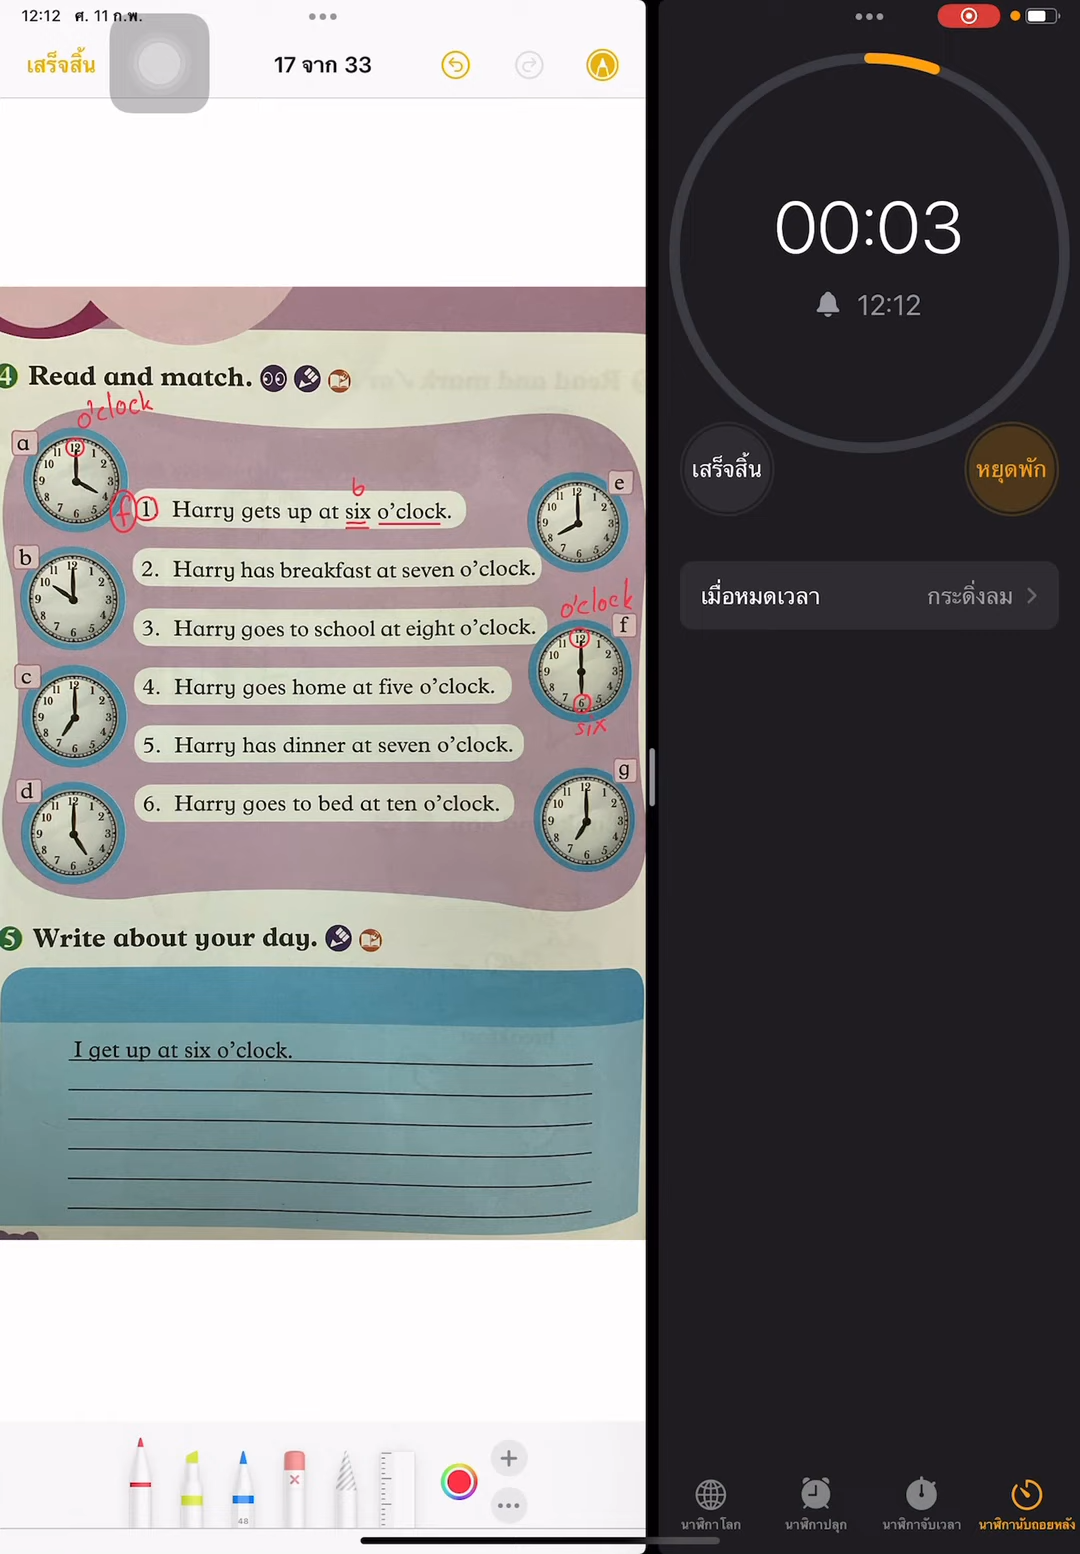 12:12 ศ. 11 ก.พ.
เสร็จสิ้น
17 จาก 33
4 Read and match.
o'clock
a
b
c
d
e
f
g
f
6
1 Harry gets up at six o'clock.
2. Harry has breakfast at seven o'clock.
3. Harry goes to school at eight o'clock.
o'clock
six
4. Harry goes home at five o'clock.
5. Harry has dinner at seven o'clock.
6. Harry goes to bed at ten o'clock.
5 Write about your day.
I get up at six o'clock.
48
00:03
12:12
เสร็จสิ้น
หยุดพัก
เมื่อหมดเวลา
กระดิ่งลม
นาฬิกาโลก
นาฬิกาปลุก
นาฬิกาจับเวลา
นาฬิกานับถอยหลัง